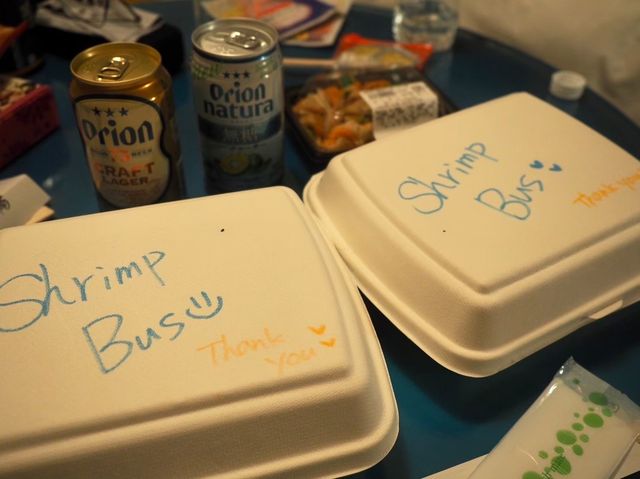 Orion
CRAFT
LAGER
Orion
natura
Shrimp
Bus
Thank you
Shrimp
Bus
Thank
you